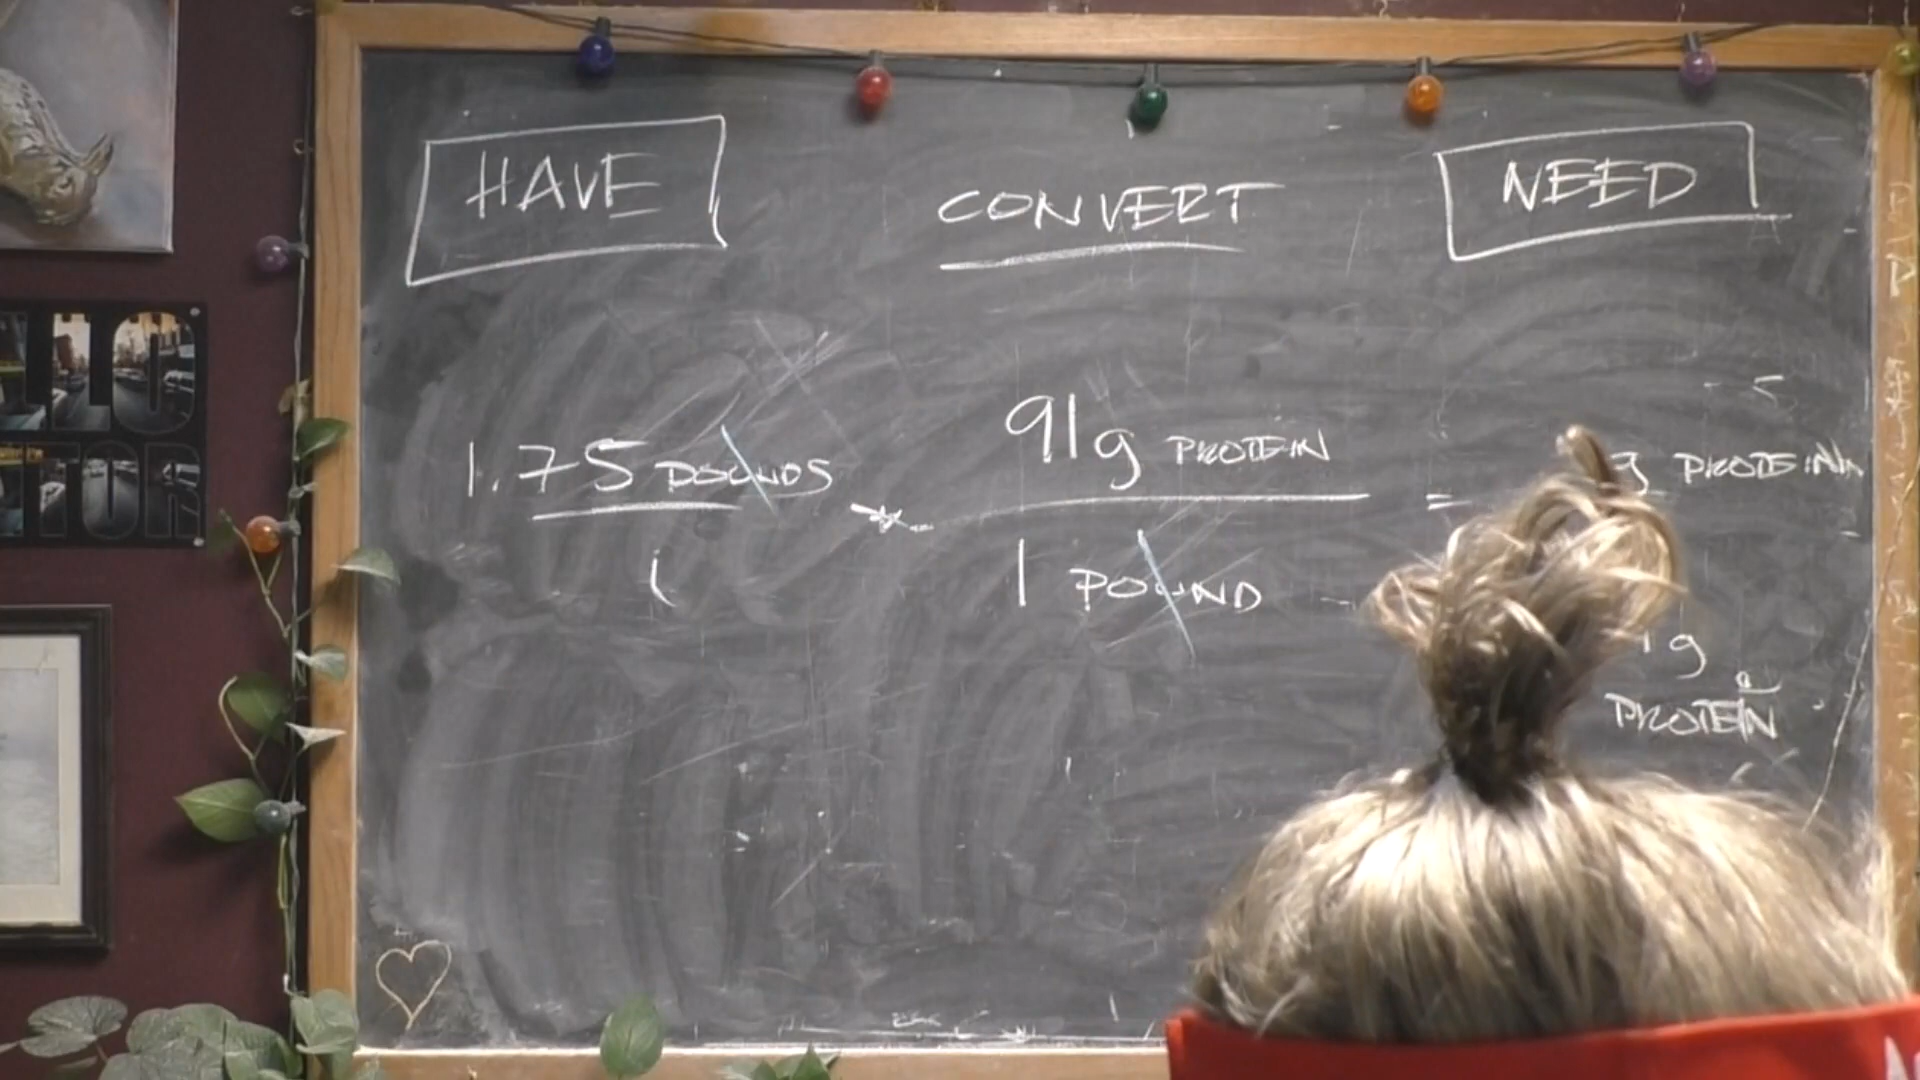 HAVE CONVERT NEED
1.75 POUNDS * 91g PROTEIN = g PROTEIN
1 1 POUND
g
PROTEIN